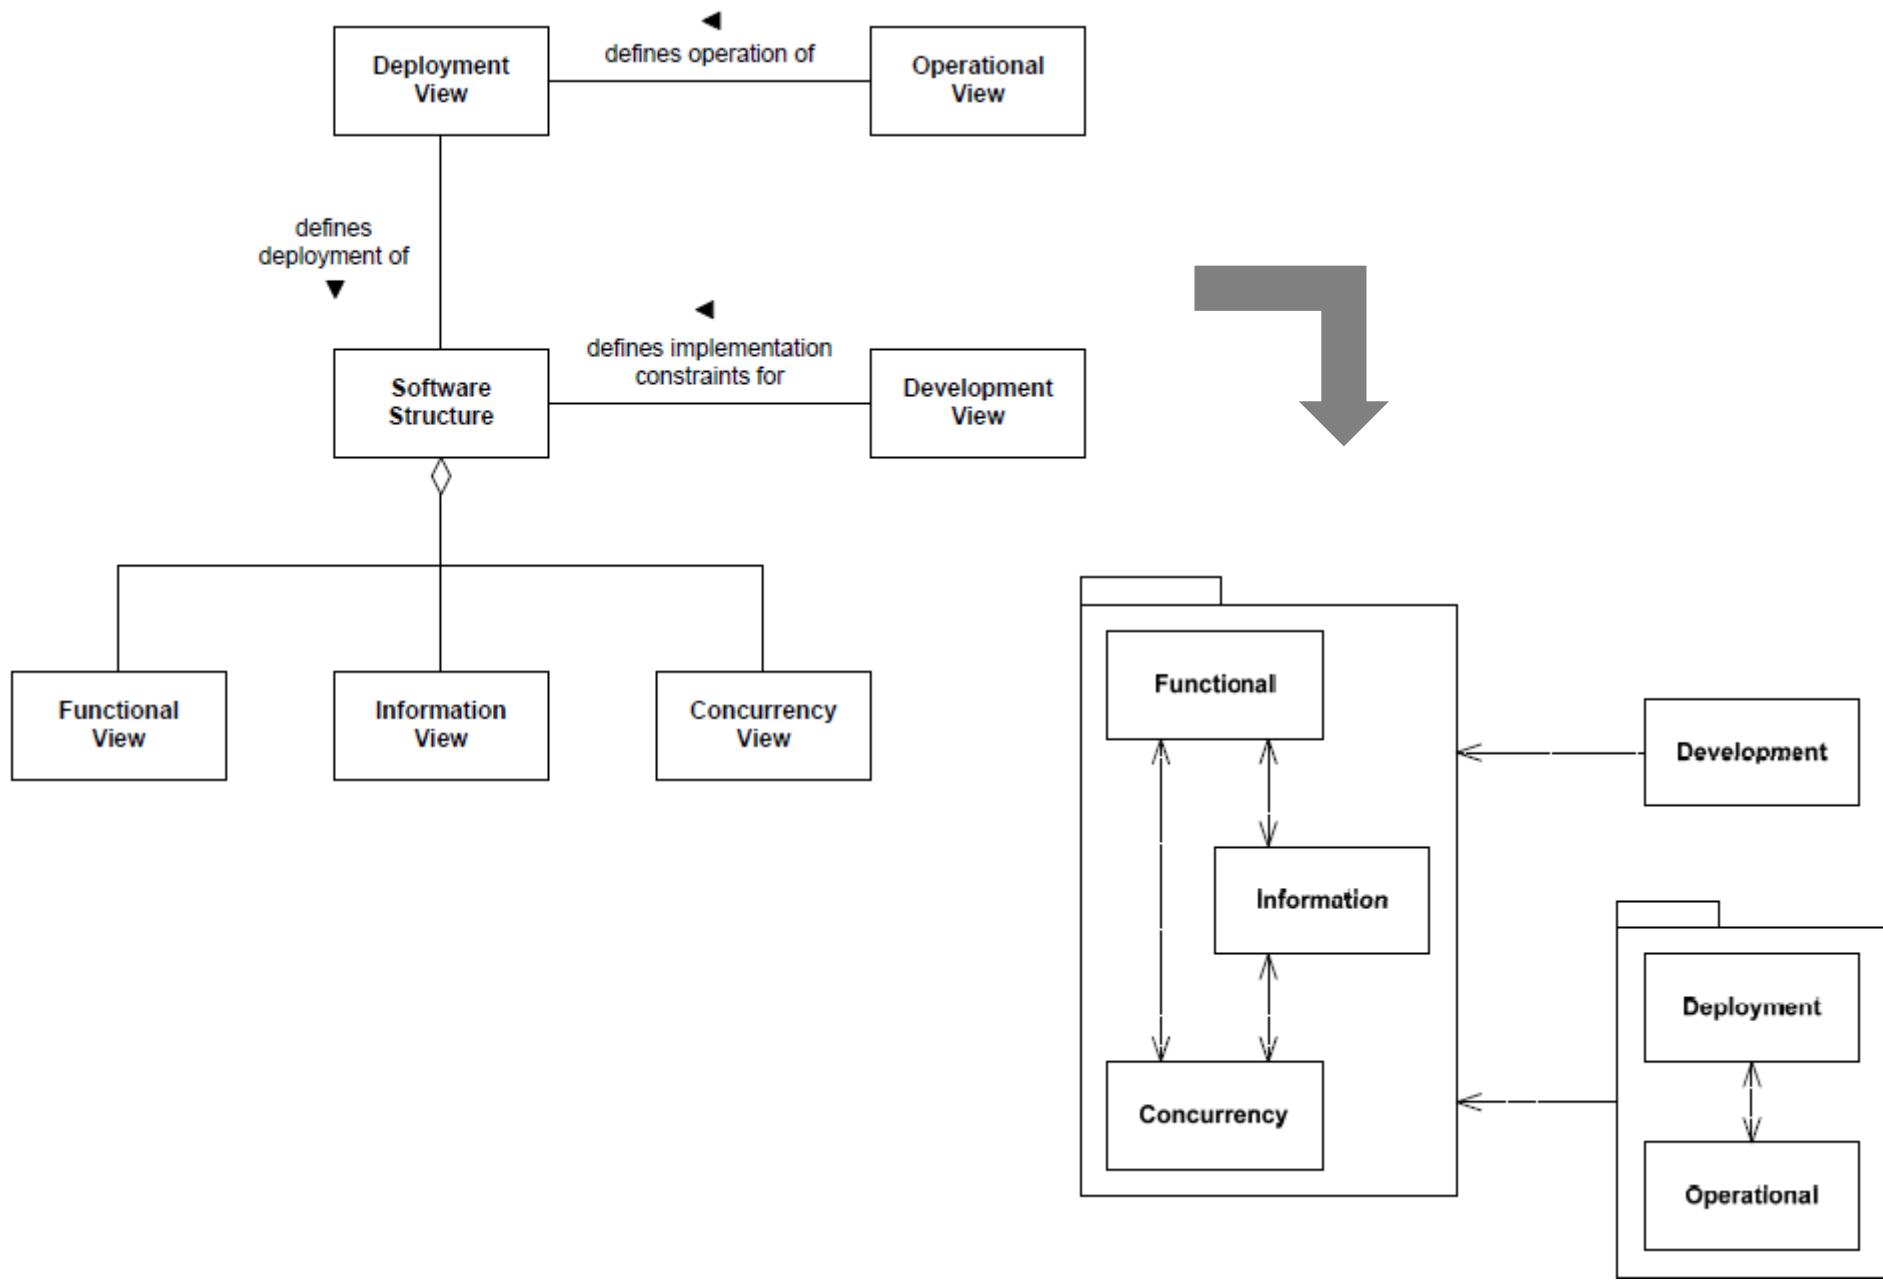 defines operation of
Deployment
View
Operational
View
defines
deployment of
defines implementation
constraints for
Software
Structure
Development
View
Functional
View
Information
View
Concurrency
View
Functional
Development
Information
Deployment
Concurrency
Operational